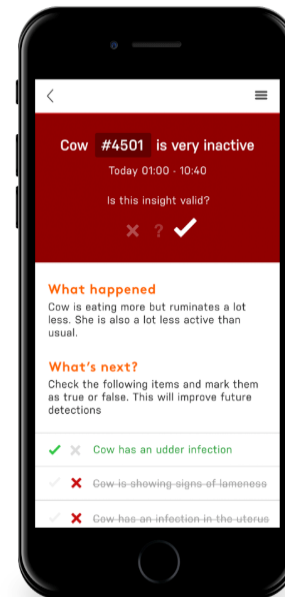 Cow #4501 is very inactive
Today 01:00 - 10:40
Is this insight valid?
?
What happened
Cow is eating more but ruminates a lot
less. She is also a lot less active than
usual.
What's next?
Check the following items and mark them
as true or false. This will improve future
detections
Cow has an udder infection
Cow is showing signs of lameness
Cow has an infection in the uterus